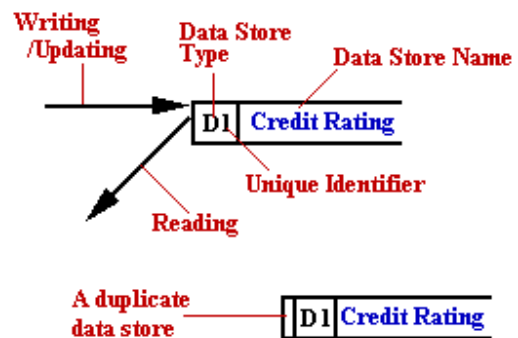 Writing
/Updating
Data Store
Type
Data Store Name
D1 Credit Rating
Unique Identifier
Reading
A duplicate
data store
D1 Credit Rating